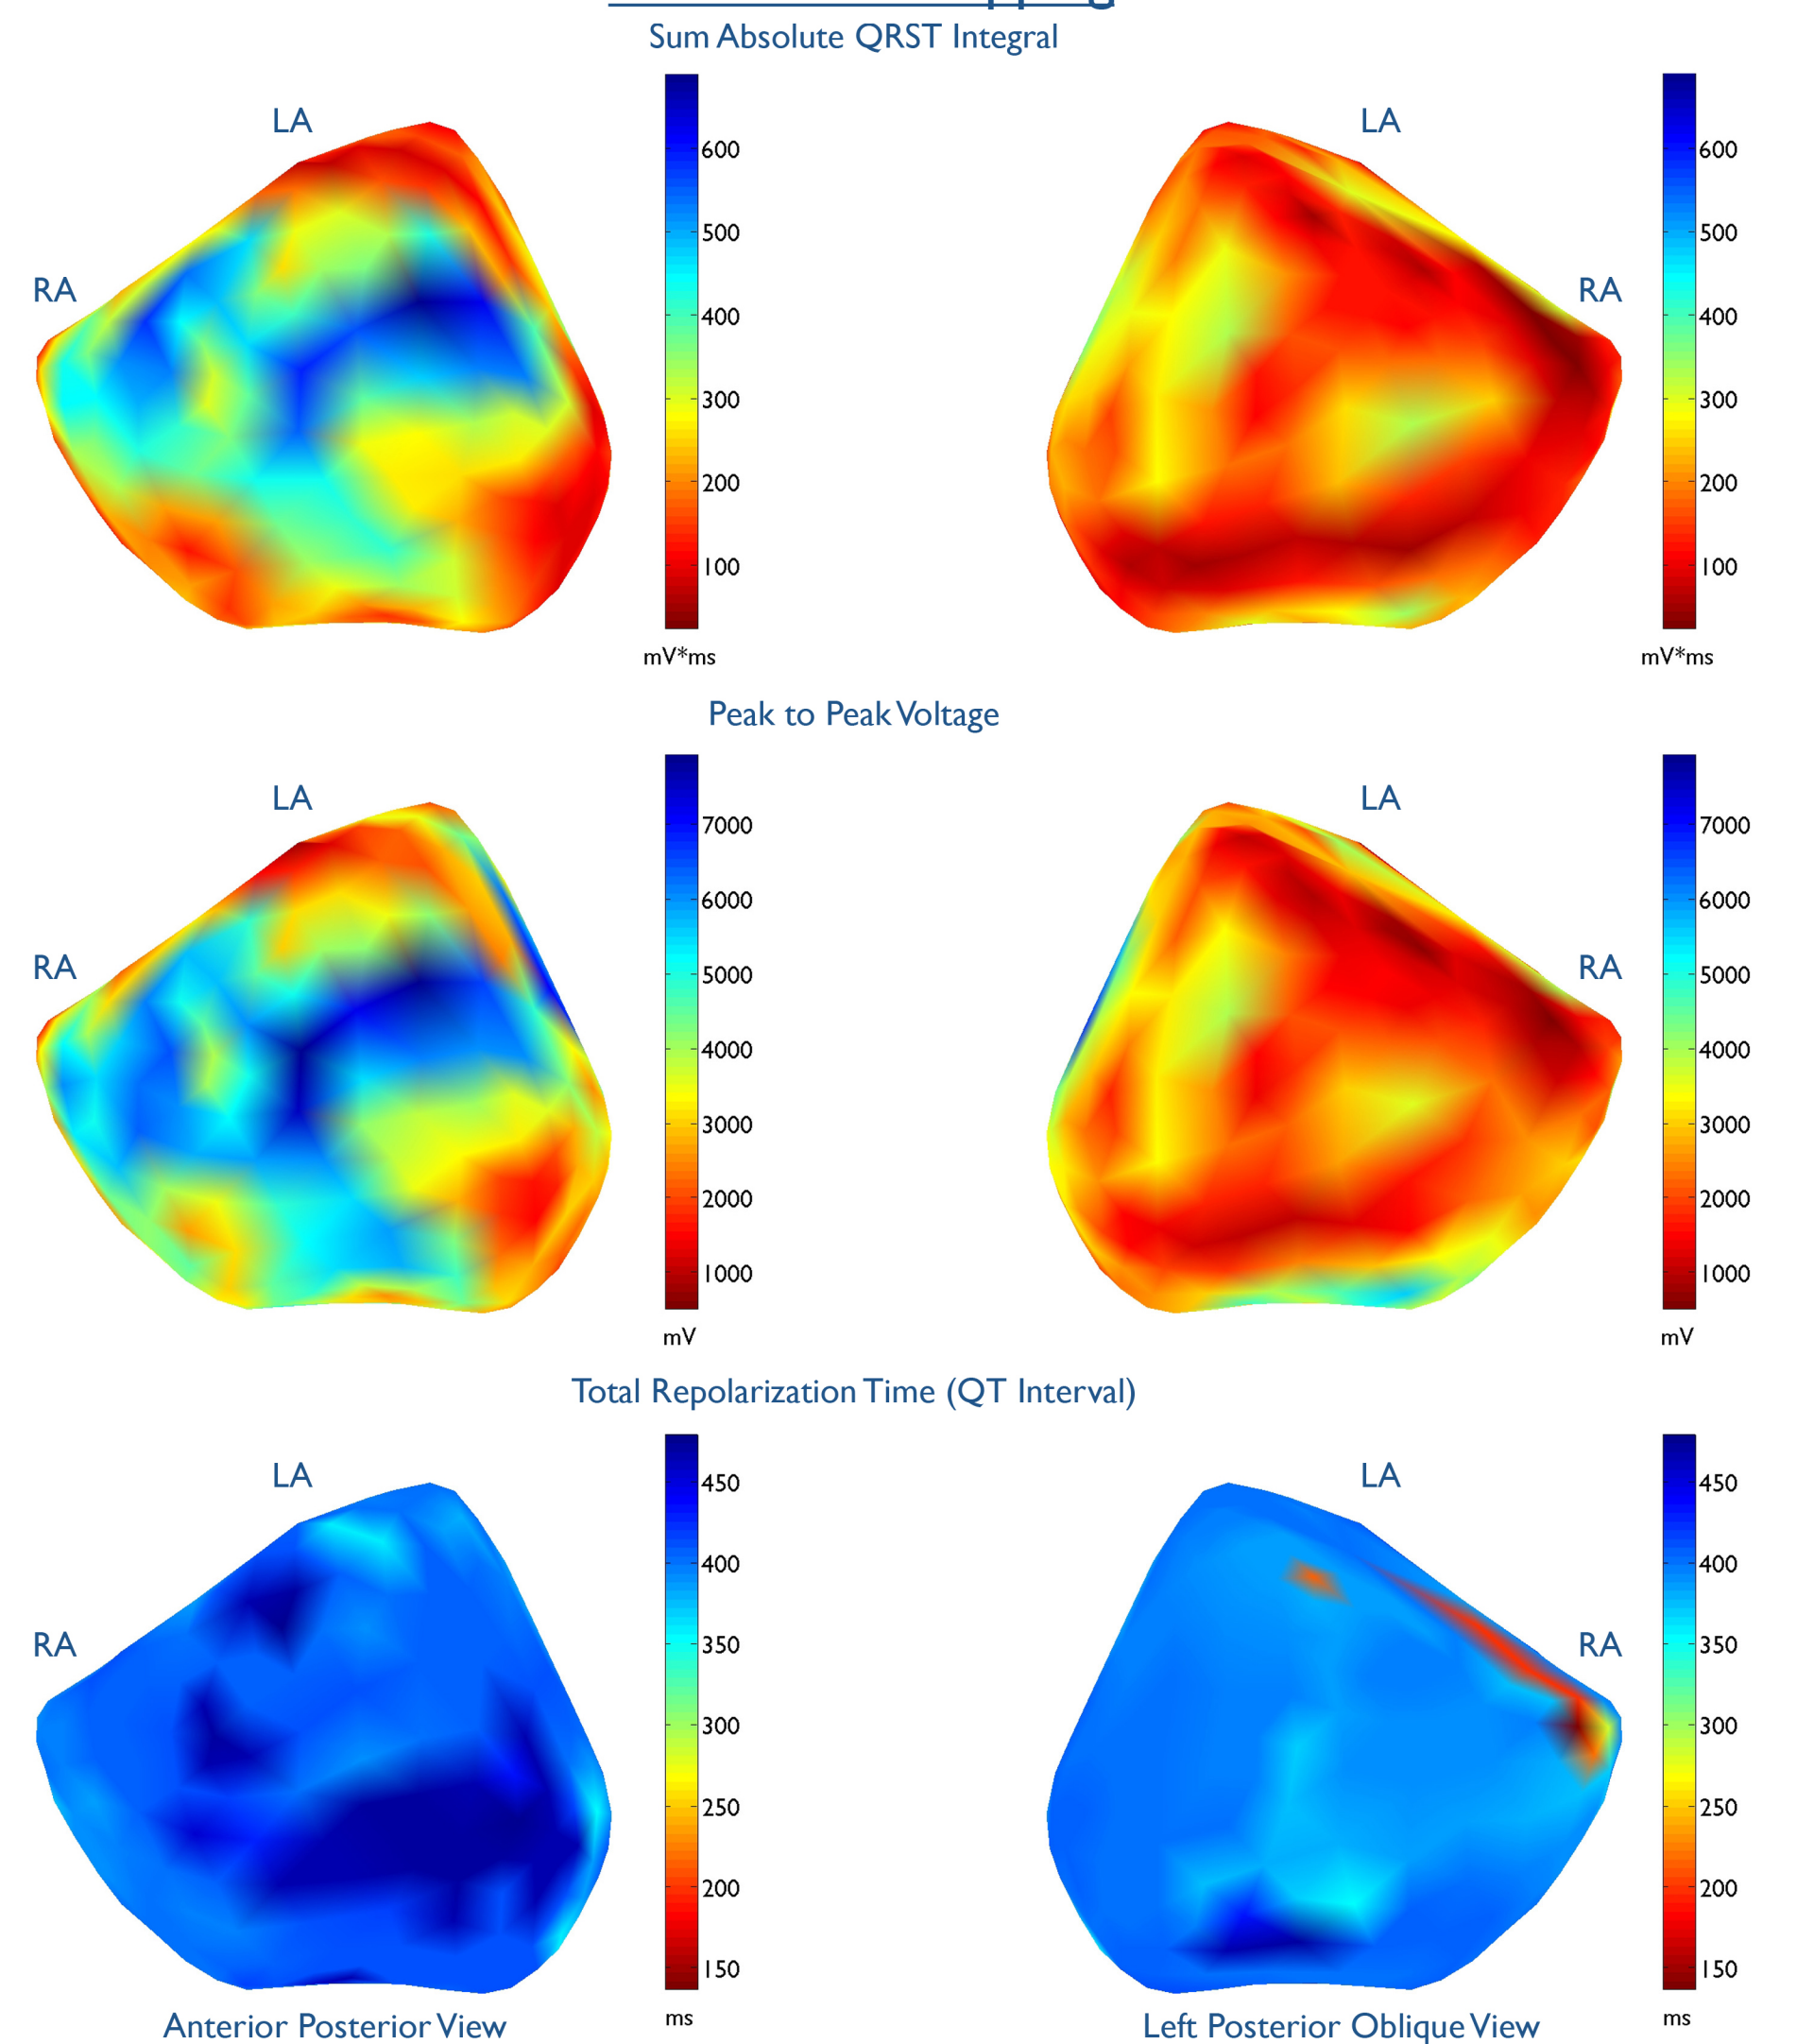 Sum Absolute QRST Integral
LA
LA
RA
RA
600
500
400
300
200
100
mV*ms
600
500
400
300
200
100
mV*ms
Peak to Peak Voltage
LA
LA
RA
RA
7000
6000
5000
4000
3000
2000
1000
mV
7000
6000
5000
4000
3000
2000
1000
mV
Total Repolarization Time (QT Interval)
LA
LA
RA
RA
450
400
350
300
250
200
150
ms
450
400
350
300
250
200
150
ms
Anterior Posterior View
Left Posterior Oblique View